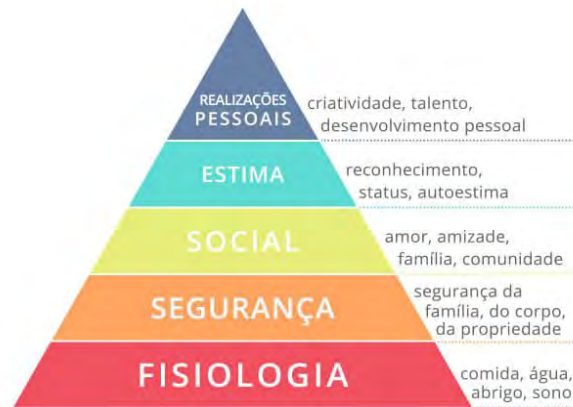 REALIZAÇÕES
PESSOAIS
criatividade, talento,
desenvolvimento pessoal
ESTIMA
reconhecimento,
status, autoestima
SOCIAL
amor, amizade,
família, comunidade
SEGURANÇA
segurança da
família, do corpo,
da propriedade
FISIOLOGIA
comida, água,
abrigo, sono